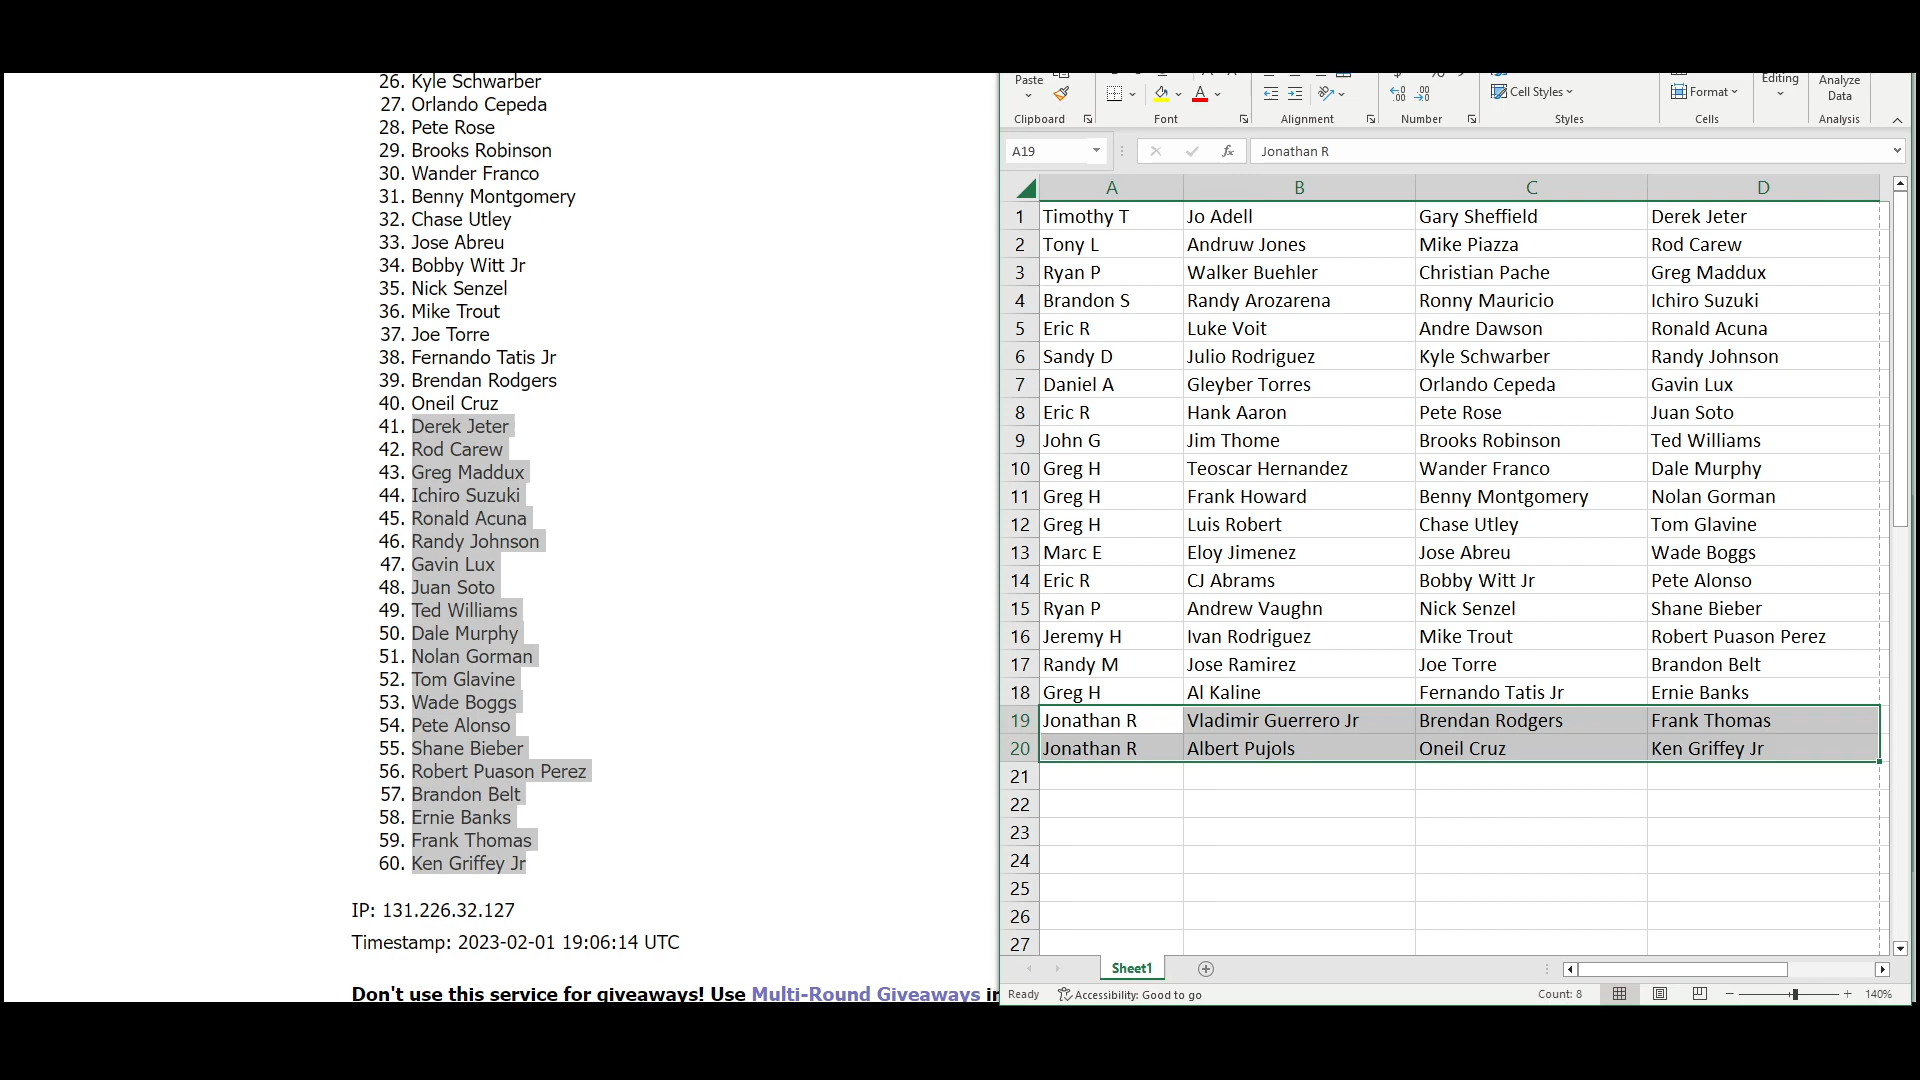 26. Kyle Schwarber
27. Orlando Cepeda
28. Pete Rose
29. Brooks Robinson
30. Wander Franco
31. Benny Montgomery
32. Chase Utley
33. Jose Abreu
34. Bobby Witt Jr
35. Nick Senzel
36. Mike Trout
37. Joe Torre
38. Fernando Tatis Jr
39. Brendan Rodgers
40. Oneil Cruz
41. Derek Jeter
42. Rod Carew
43. Greg Maddux
44. Ichiro Suzuki
45. Ronald Acuna
46. Randy Johnson
47. Gavin Lux
48. Juan Soto
49. Ted Williams
50. Dale Murphy
51. Nolan Gorman
52. Tom Glavine
53. Wade Boggs
54. Pete Alonso
55. Shane Bieber
56. Robert Puason Perez
57. Brandon Belt
58. Ernie Banks
59. Frank Thomas
60. Ken Griffey Jr
IP: 131.226.32.127
Timestamp: 2023-02-01 19:06:14 UTC
Don't use this service for giveaways! Use Multi-Round Giveaways in
Paste Cell Styles Format Editing Analyze Data
Clipboard Font Alignment Number Styles Cells Analysis
A19 fx Jonathan R
A B C D
1 Timothy T Jo Adell Gary Sheffield Derek Jeter
2 Tony L Andruw Jones Mike Piazza Rod Carew
3 Ryan P Walker Buehler Christian Pache Greg Maddux
4 Brandon S Randy Arozarena Ronny Mauricio Ichiro Suzuki
5 Eric R Luke Voit Andre Dawson Ronald Acuna
6 Sandy D Julio Rodriguez Kyle Schwarber Randy Johnson
7 Daniel A Gleyber Torres Orlando Cepeda Gavin Lux
8 Eric R Hank Aaron Pete Rose Juan Soto
9 John G Jim Thome Brooks Robinson Ted Williams
10 Greg H Teoscar Hernandez Wander Franco Dale Murphy
11 Greg H Frank Howard Benny Montgomery Nolan Gorman
12 Greg H Luis Robert Chase Utley Tom Glavine
13 Marc E Eloy Jimenez Jose Abreu Wade Boggs
14 Eric R CJ Abrams Bobby Witt Jr Pete Alonso
15 Ryan P Andrew Vaughn Nick Senzel Shane Bieber
16 Jeremy H Ivan Rodriguez Mike Trout Robert Puason Perez
17 Randy M Jose Ramirez Joe Torre Brandon Belt
18 Greg H Al Kaline Fernando Tatis Jr Ernie Banks
19 Jonathan R Vladimir Guerrero Jr Brendan Rodgers Frank Thomas
20 Jonathan R Albert Pujols Oneil Cruz Ken Griffey Jr
21
22
23
24
25
26
27
Sheet1
Ready Accessibility: Good to go Count: 8 140%